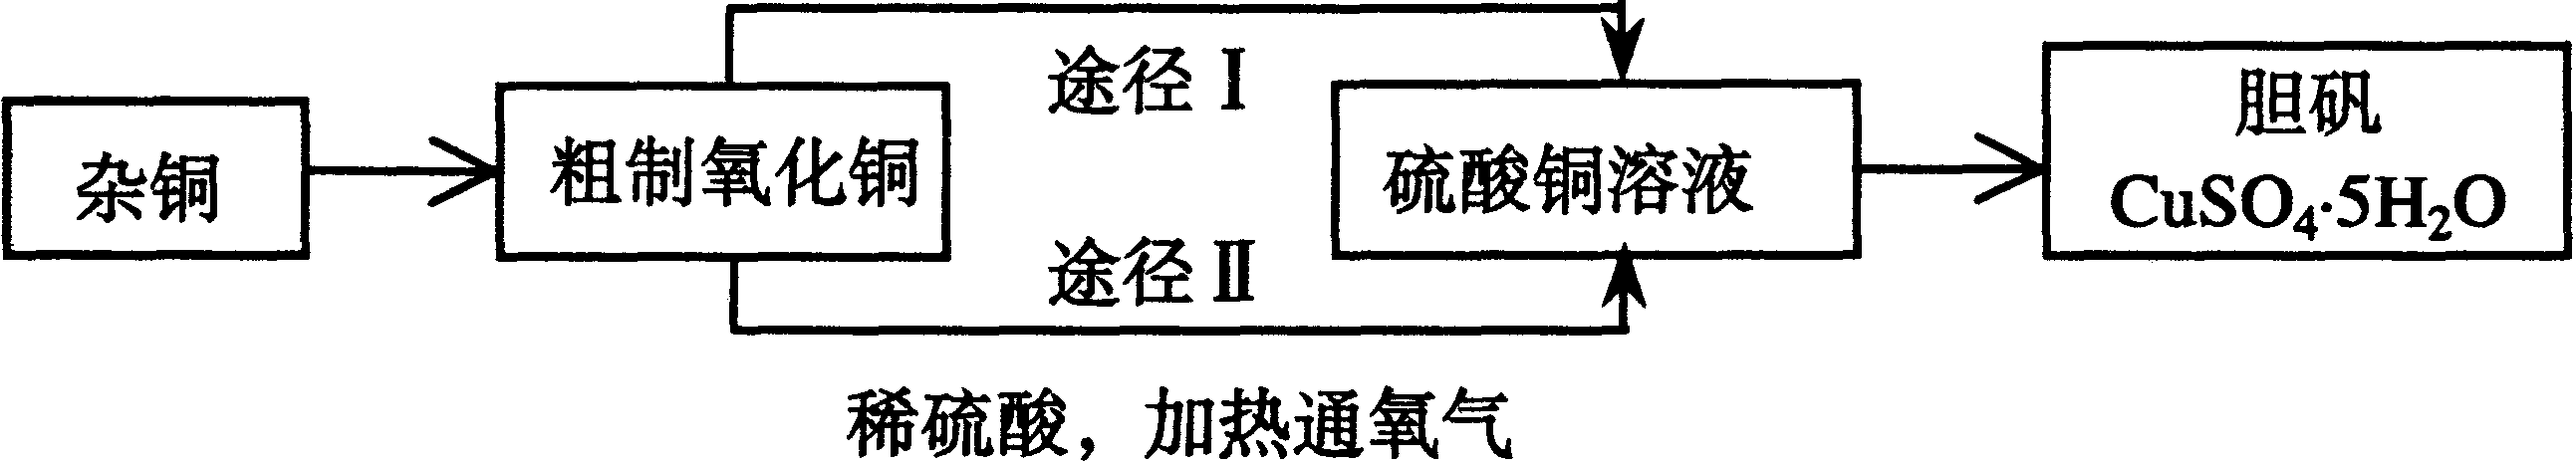 途径Ⅰ
杂铜
粗制氧化铜
硫酸铜溶液
胆矾
CuSO₄·5H₂O
途径Ⅱ
稀硫酸，加热通氧气